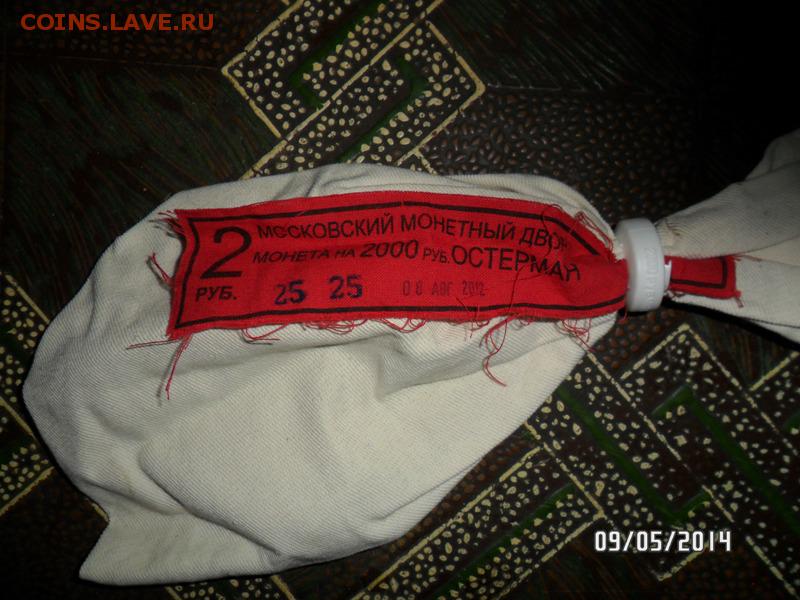 COINS.LAVE.RU
2 РУБ.
МОСКОВСКИЙ МОНЕТНЫЙ ДВОР
МОНЕТА НА 2000 РУБ. ОСТЕРМАН
25 25 08 АВГ 2012
09/05/2014